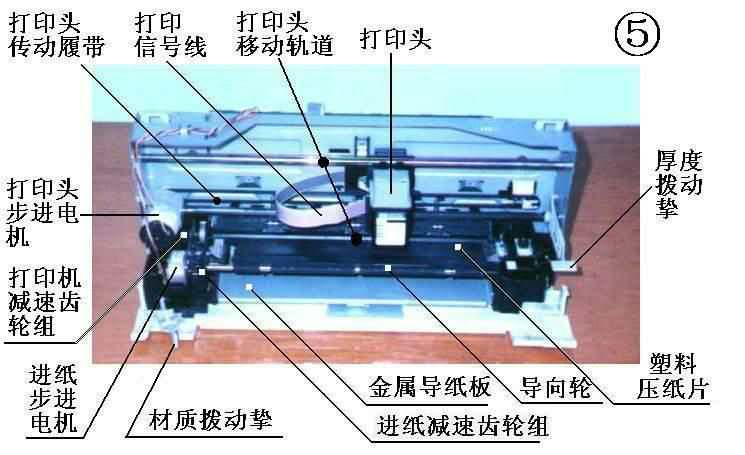 打印头
传动履带
打印
信号线
打印头
移动轨道
打印头
⑤
厚度
拨动
挚
打印头
步进电
机
打印机
减速齿
轮组
进纸
步进
电机
材质拨动挚
金属导纸板
进纸减速齿轮组
导向轮
塑料
压纸片